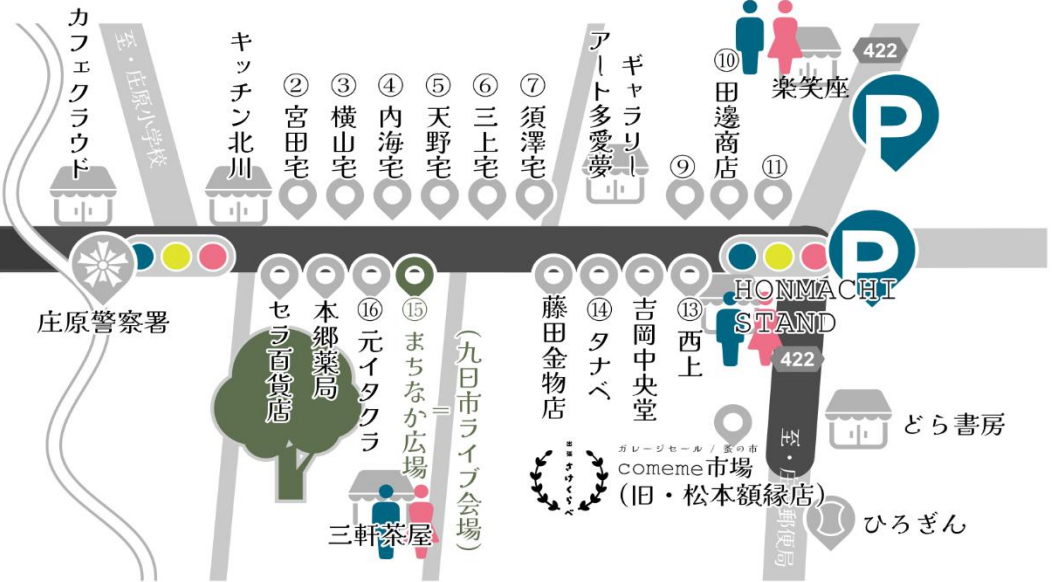 カフェクラウド
至・庄原小学校
キッチン北川
②宮田宅
③横山宅
④内海宅
⑤天野宅
⑥三上宅
⑦須澤宅
ギャラリー
アート多愛夢
⑨
⑩田邊商店
⑪
楽笑座
422
P
P
庄原警察署
セラ百貨店
本郷薬局
⑯元イタクラ
⑮まちなか広場
=
(九日市ライブ会場)
藤田金物店
⑭タナベ
吉岡中央堂
⑬西上
HONMACHI
STAND
422
三軒茶屋
出張
さけくらべ
ガレージセール / 蚤の市
comeme市場
(旧・松本額縁店)
どら書房
ひろぎん
至・庄原郵便局